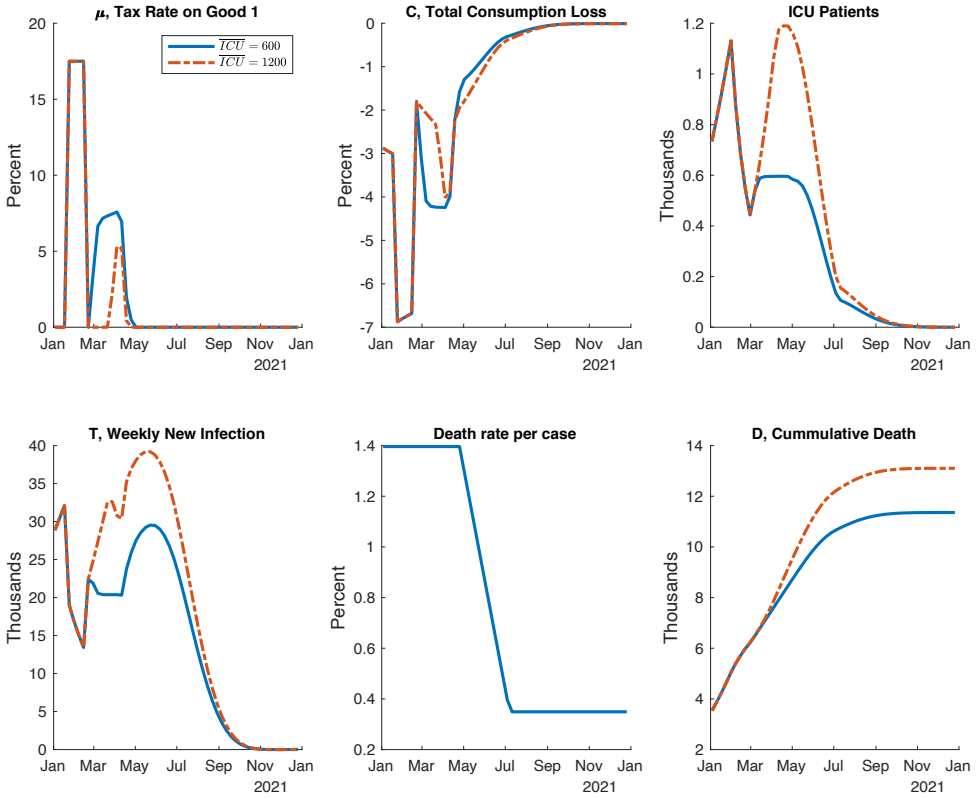 μ, Tax Rate on Good 1
20
15
10
5
0
Percent
ICU = 600
ICU = 1200
Jan Mar May Jul Sep Nov Jan
2021
C, Total Consumption Loss
0
-1
-2
-3
-4
-5
-6
-7
Percent
Jan Mar May Jul Sep Nov Jan
2021
ICU Patients
1.2
1
0.8
0.6
0.4
0.2
0
Thousands
Jan Mar May Jul Sep Nov Jan
2021
T, Weekly New Infection
40
35
30
25
20
15
10
5
0
Thousands
Jan Mar May Jul Sep Nov Jan
2021
Death rate per case
1.4
1.2
1
0.8
0.6
0.4
0.2
Percent
Jan Mar May Jul Sep Nov Jan
2021
D, Cummulative Death
14
12
10
8
6
4
2
Thousands
Jan Mar May Jul Sep Nov Jan
2021